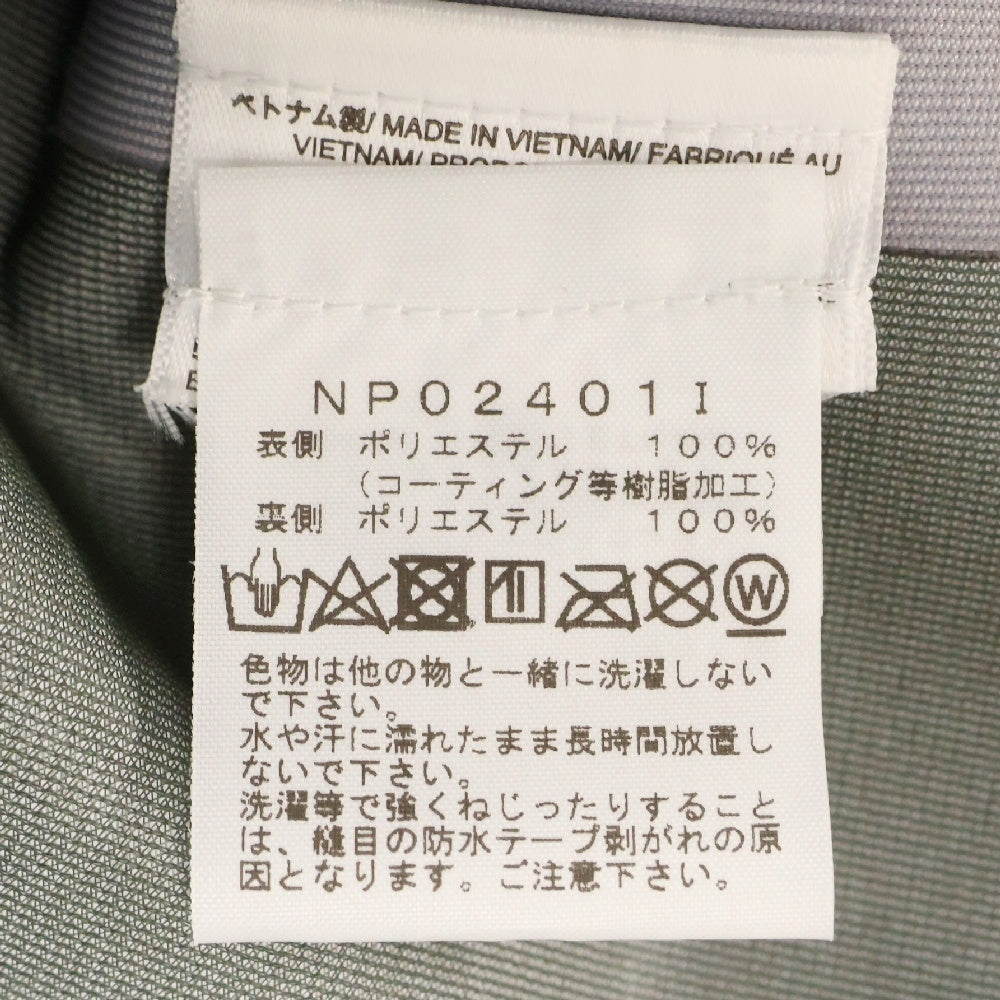 ベトナム製/ MADE IN VIETNAM/ FABRIQUÉ AU
VIETNAM/
NP02401I
表側 ポリエステル 100%
(コーティング等樹脂加工)
裏側 ポリエステル 100%
W
色物は他の物と一緒に洗濯しない
で下さい。
水や汗に濡れたまま長時間放置し
ないで下さい。
洗濯等で強くねじったりすること
は、縫目の防水テープ剥がれの原
因となります。ご注意下さい。